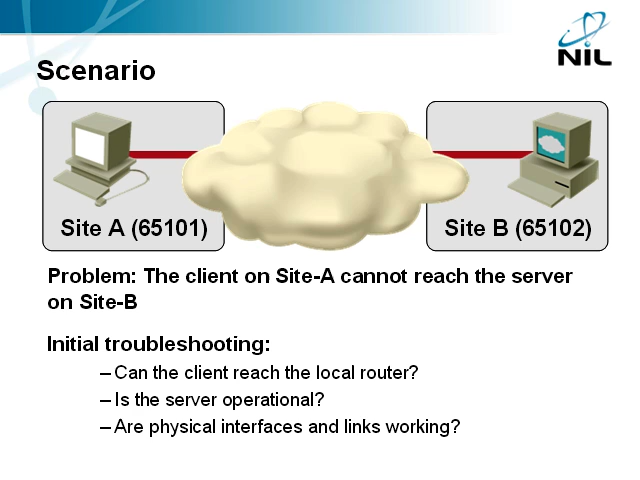 NIL
Scenario
Site A (65101)
Site B (65102)
Problem: The client on Site-A cannot reach the server
on Site-B
Initial troubleshooting:
– Can the client reach the local router?
– Is the server operational?
– Are physical interfaces and links working?